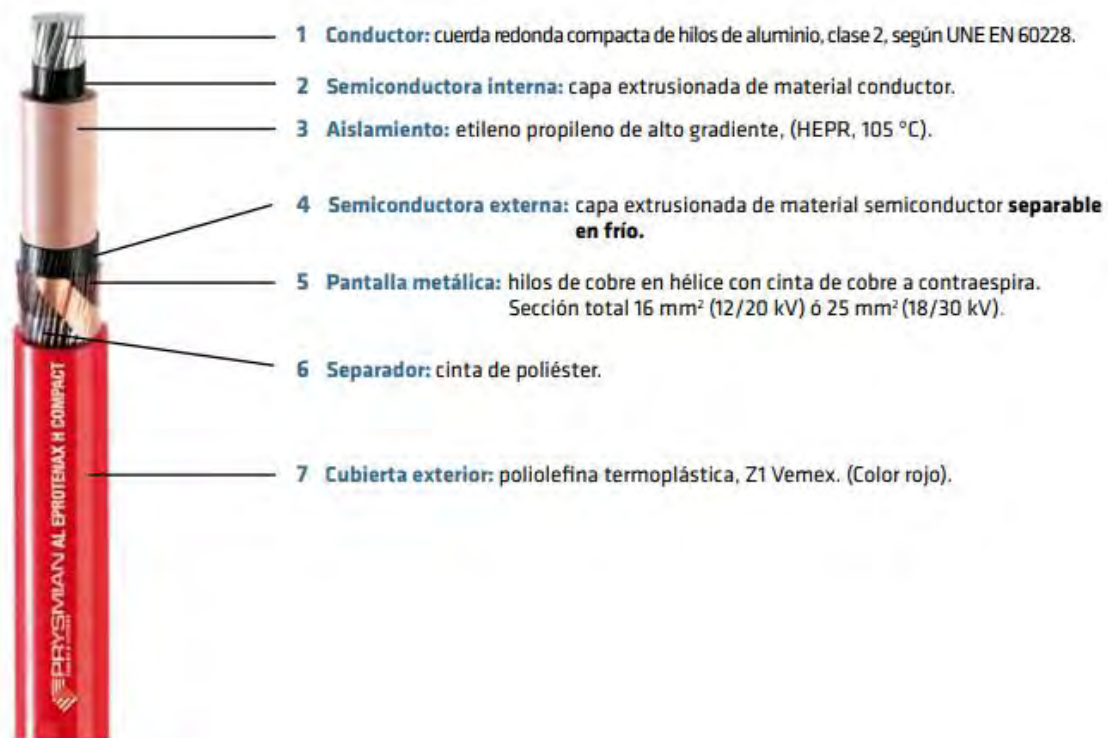 1 Conductor: cuerda redonda compacta de hilos de aluminio, clase 2, según UNE EN 60228.
2 Semiconductora interna: capa extrusionada de material conductor.
3 Aislamiento: etileno propileno de alto gradiente, (HEPR, 105 °C).
4 Semiconductora externa: capa extrusionada de material semiconductor separable
en frío.
5 Pantalla metálica: hilos de cobre en hélice con cinta de cobre a contraespira.
Sección total 16 mm² (12/20 kV) ó 25 mm² (18/30 kV).
6 Separador: cinta de poliéster.
7 Cubierta exterior: poliolefina termoplástica, Z1 Vemex. (Color rojo).
PRYSMIAN AL EPROTENAX H COMPACT